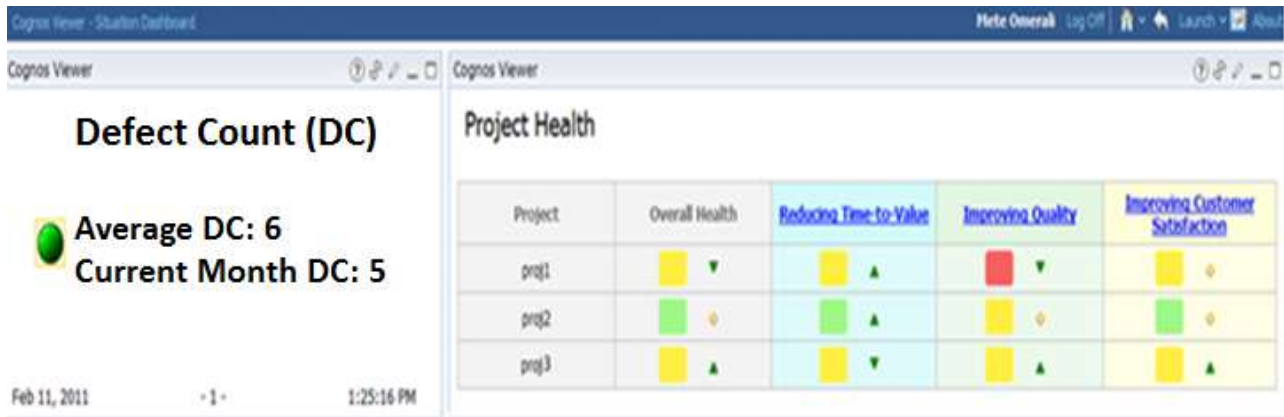 Cognos Viewer - Situation Dashboard
Mete Omerali Log Off Launch About
Cognos Viewer
Defect Count (DC)
Average DC: 6
Current Month DC: 5
Feb 11, 2011 - 1 - 1:25:16 PM
Cognos Viewer
Project Health
Project Overall Health Reducing Time-to-Value Improving Quality Improving Customer
Satisfaction
proj1
proj2
proj3